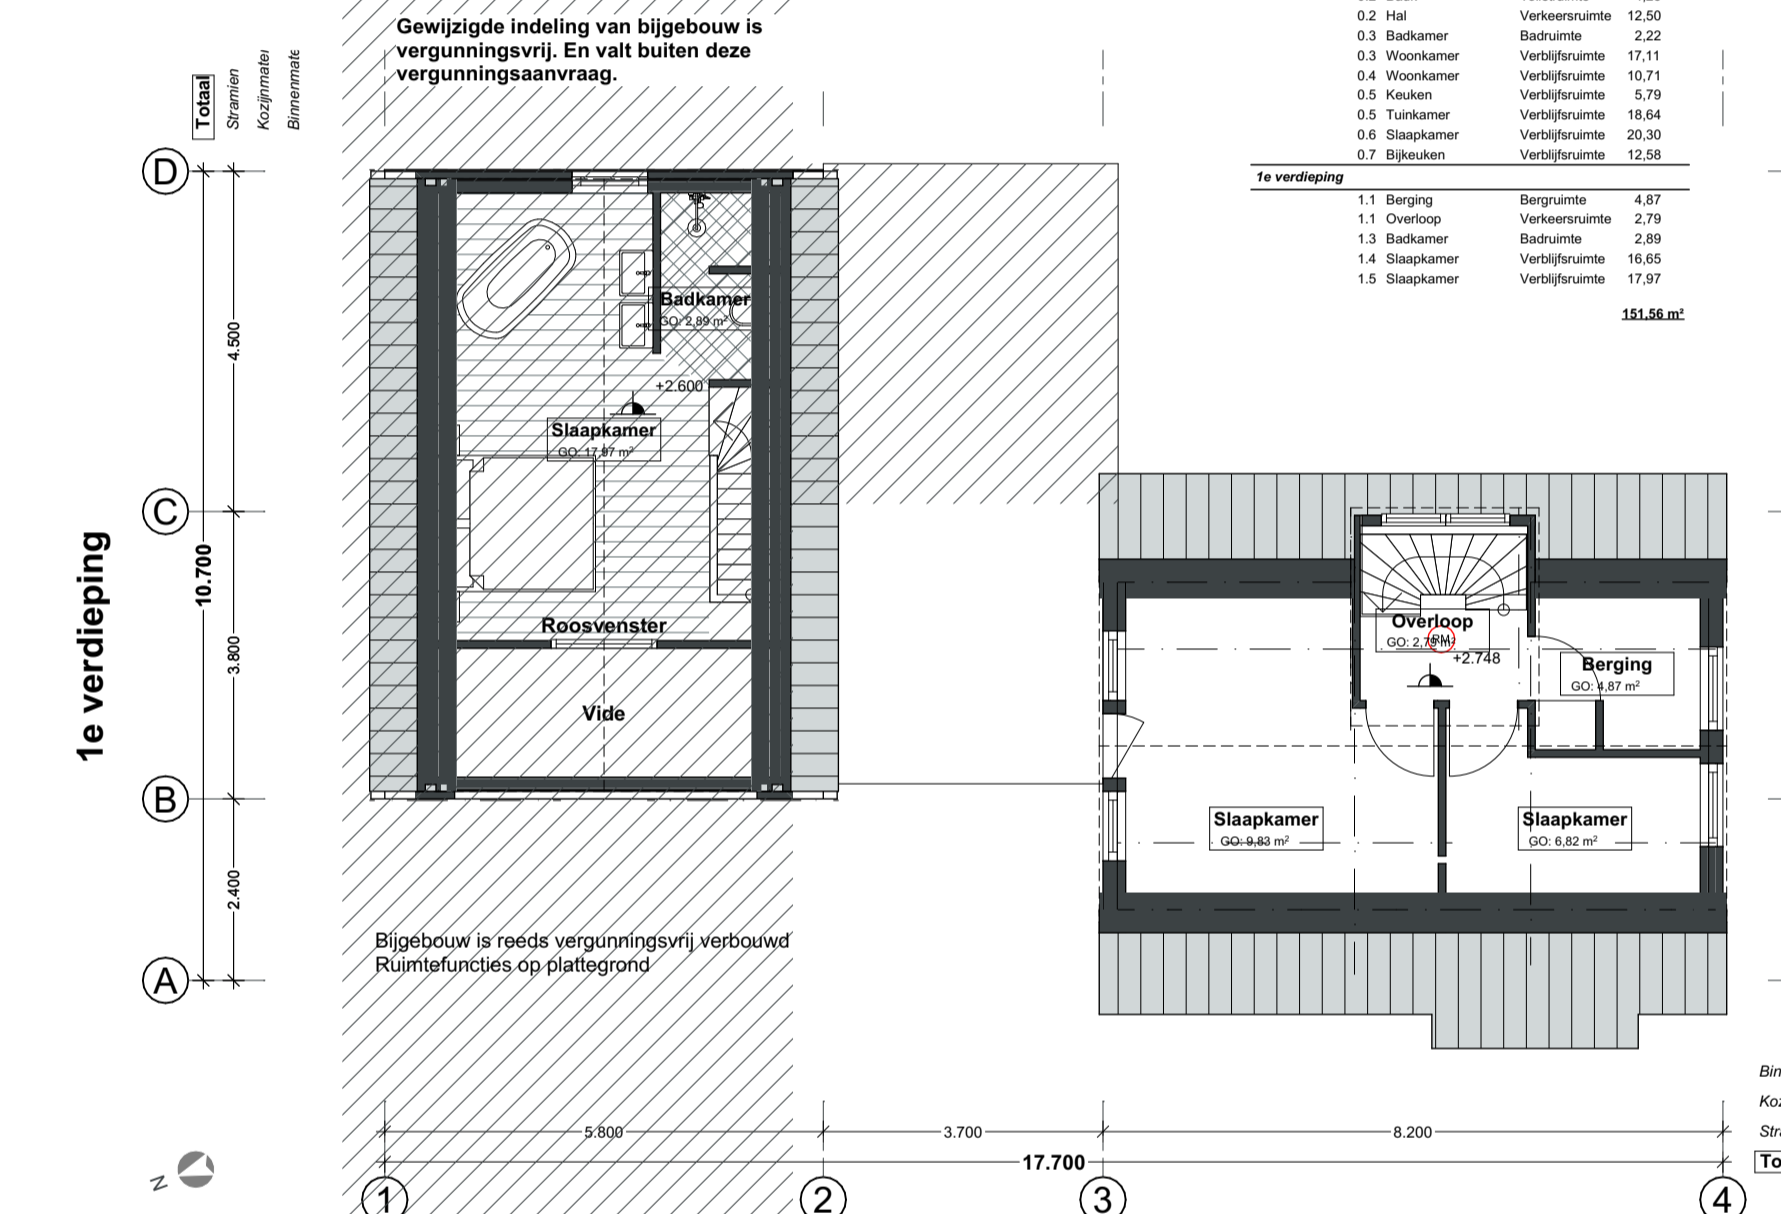 Gewijzigde indeling van bijgebouw is
vergunningsvrij. En valt buiten deze
vergunningsaanvraag.
0.2 Hal Verkeersruimte 12,50
0.3 Badkamer Badruimte 2,22
0.3 Woonkamer Verblijfsruimte 17,11
0.4 Woonkamer Verblijfsruimte 10,71
0.5 Keuken Verblijfsruimte 5,79
0.5 Tuinkamer Verblijfsruimte 18,64
0.6 Slaapkamer Verblijfsruimte 20,30
0.7 Bijkeuken Verblijfsruimte 12,58
1e verdieping
1.1 Berging Bergruimte 4,87
1.1 Overloop Verkeersruimte 2,79
1.3 Badkamer Badruimte 2,89
1.4 Slaapkamer Verblijfsruimte 16,65
1.5 Slaapkamer Verblijfsruimte 17,97
151,56 m²
Totaal
Stramien
D
C
B
A
4.500
3.800
2.400
10.700
1e verdieping
Badkamer
GO: 2,89 m²
+2.600
Slaapkamer
GO: 17,97 m²
Roosvenster
Vide
Overloop
GO: 2,79 m²
RM
+2.748
Berging
GO: 4,87 m²
Slaapkamer
GO: 9,83 m²
Slaapkamer
GO: 6,82 m²
Bijgebouw is reeds vergunningsvrij verbouwd
Ruimtefuncties op plattegrond
5.800
3.700
8.200
17.700
N
1
2
3
4